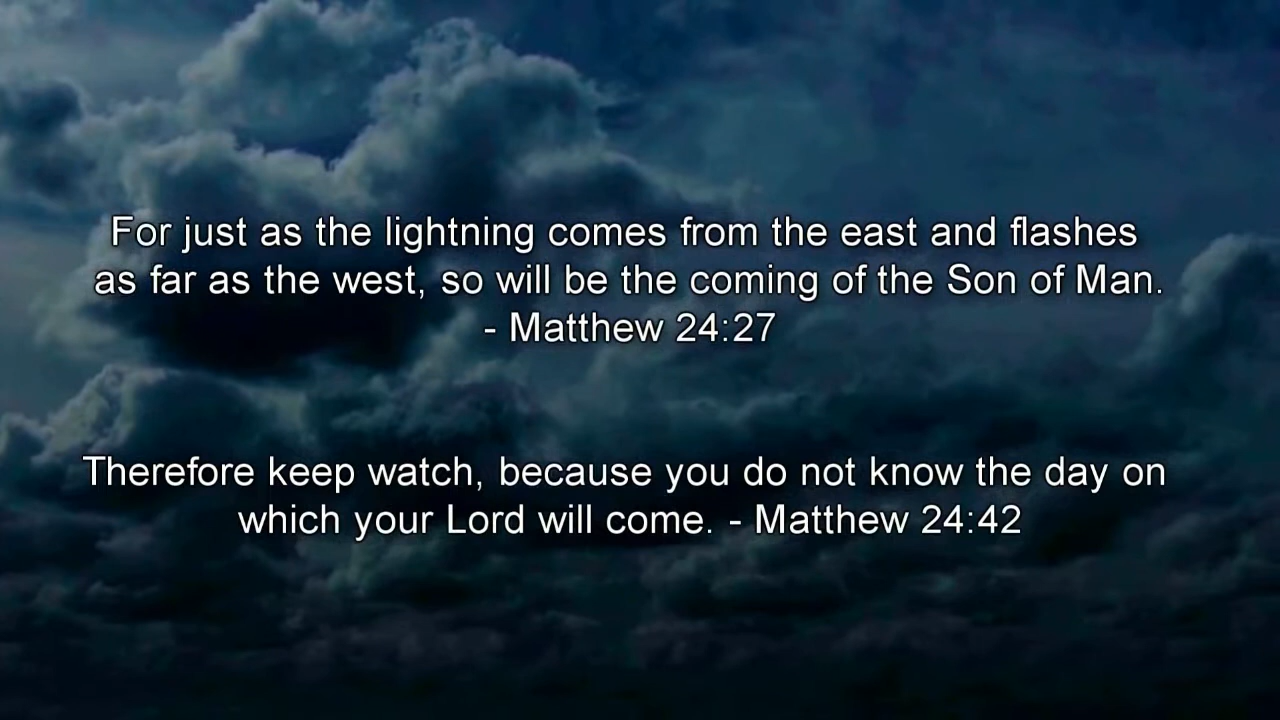 For just as the lightning comes from the east and flashes
as far as the west, so will be the coming of the Son of Man.
- Matthew 24:27
Therefore keep watch, because you do not know the day on
which your Lord will come. - Matthew 24:42